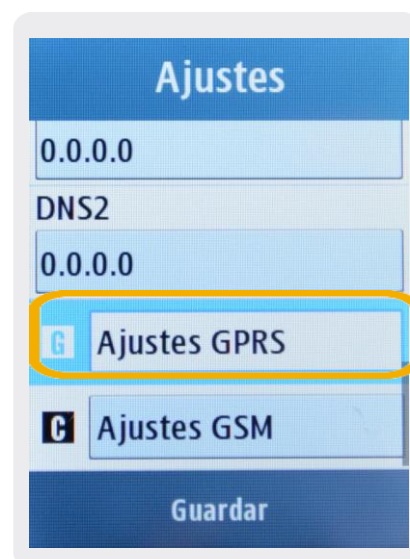 Ajustes
0.0.0.0
DNS2
0.0.0.0
G Ajustes GPRS
C Ajustes GSM
Guardar